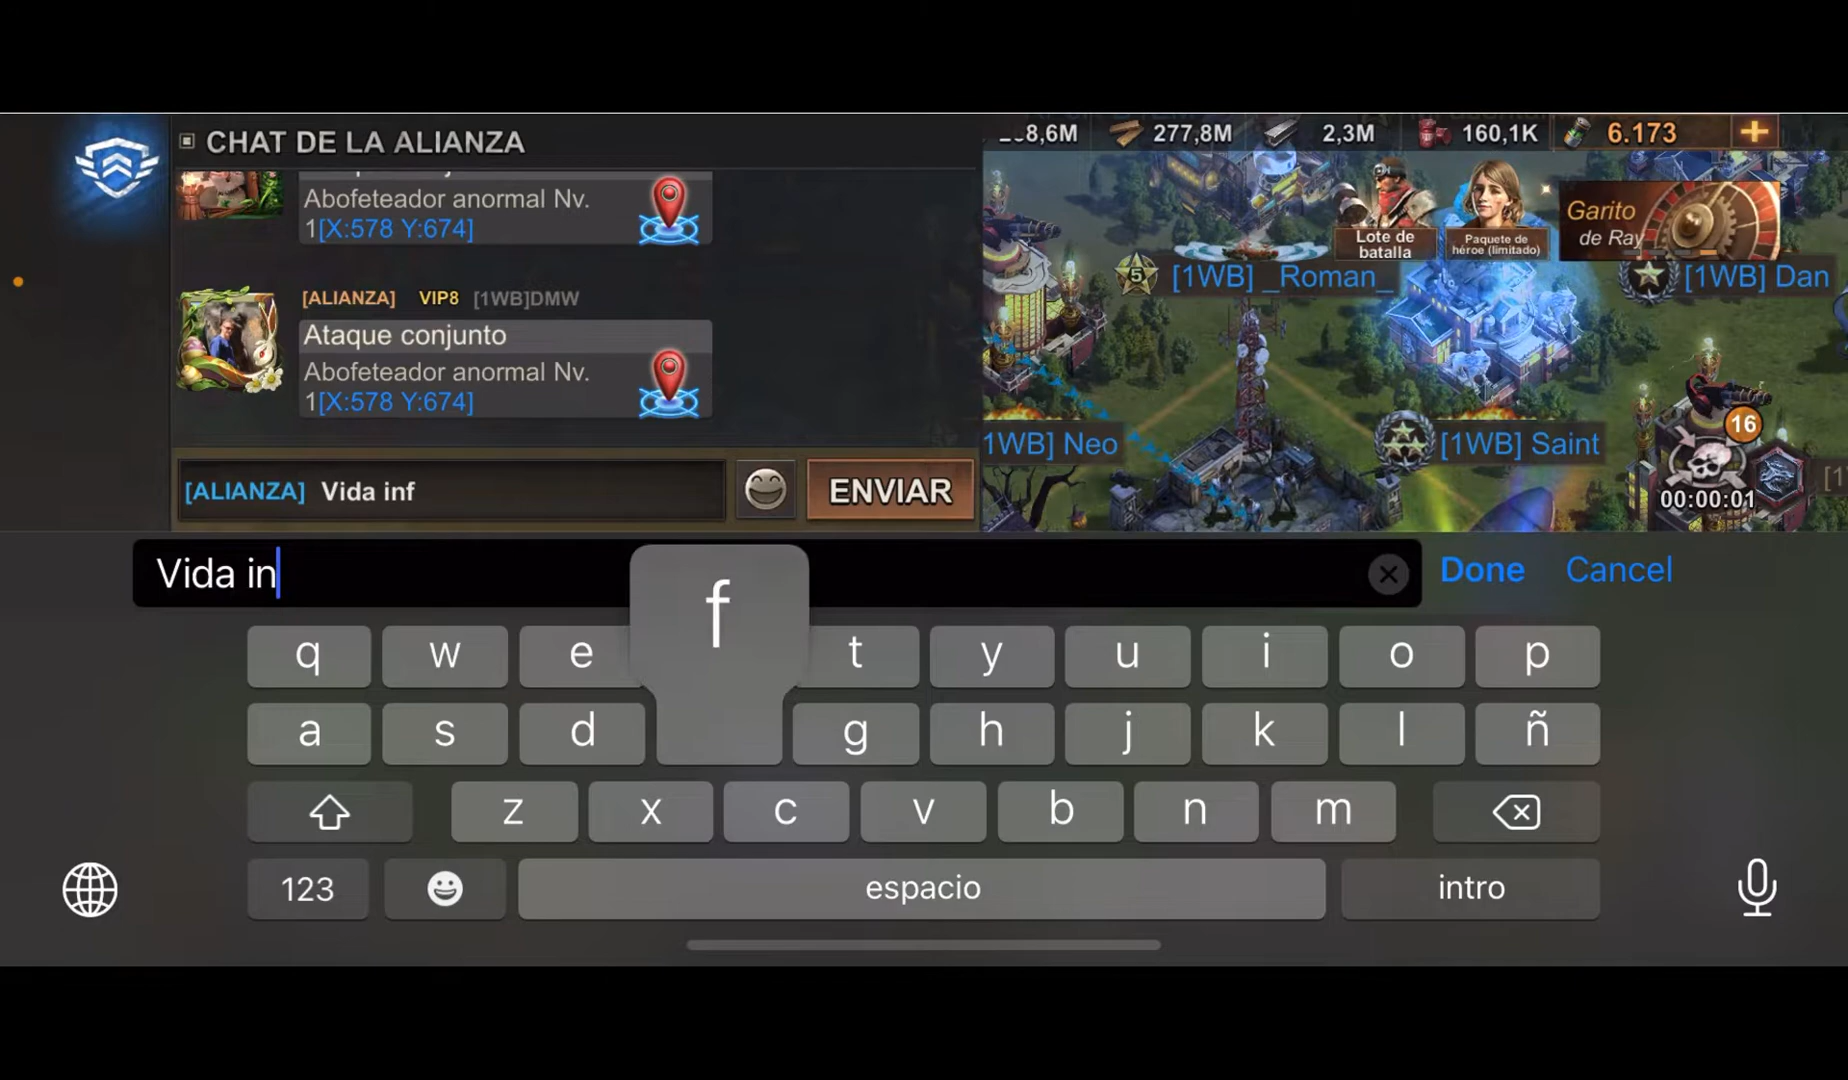 CHAT DE LA ALIANZA
Abofeteador anormal Nv.
1[X:578 Y:674]
[ALIANZA] VIP8 [1WB]DMW
Ataque conjunto
Abofeteador anormal Nv.
1[X:578 Y:674]
[ALIANZA] Vida inf
ENVIAR
8,6M 277,8M 2,3M 160,1K 6.173 +
Lote de
batalla
Paquete de
héroe (limitado)
Garito
de Ray
5
[1WB] _Roman_
[1WB] Dan
1WB] Neo
[1WB] Saint
16
00:00:01
[1
Vida in
Done
Cancel
f
q w e t y u i o p
a s d g h j k l ñ
z x c v b n m
123
espacio
intro